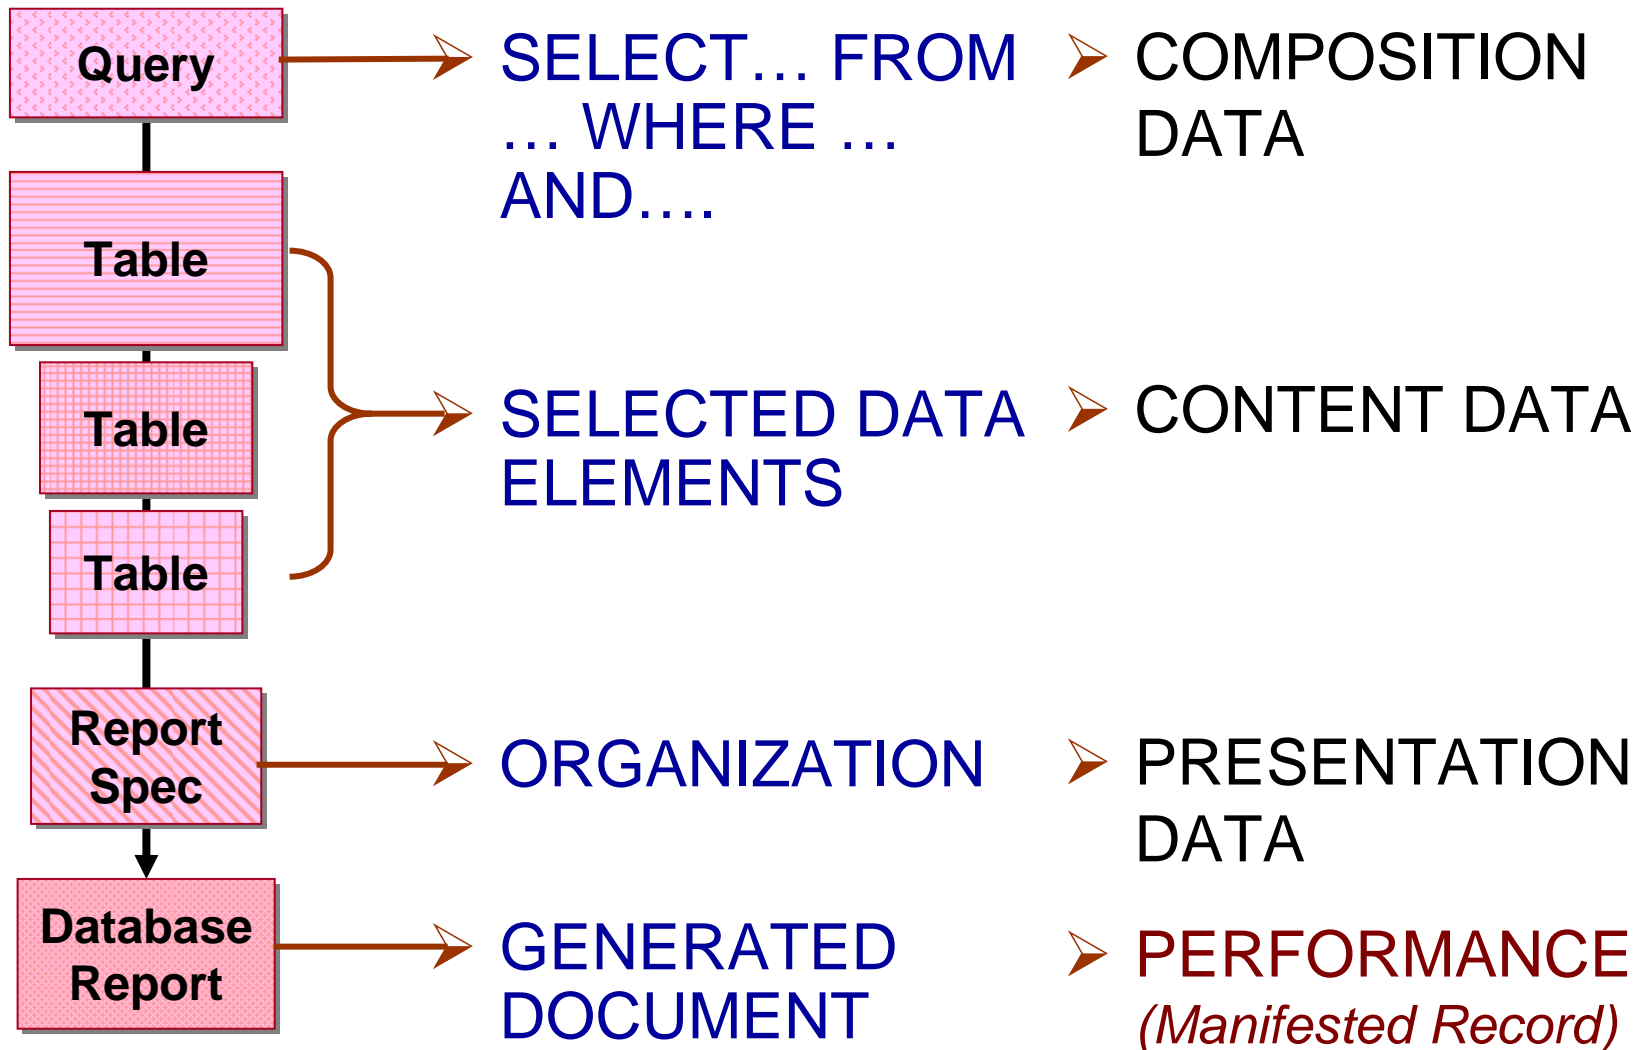 Query
SELECT… FROM
… WHERE …
AND….
COMPOSITION
DATA
Table
Table
Table
SELECTED DATA
ELEMENTS
CONTENT DATA
Report
Spec
ORGANIZATION
PRESENTATION
DATA
Database
Report
GENERATED
DOCUMENT
PERFORMANCE
(Manifested Record)